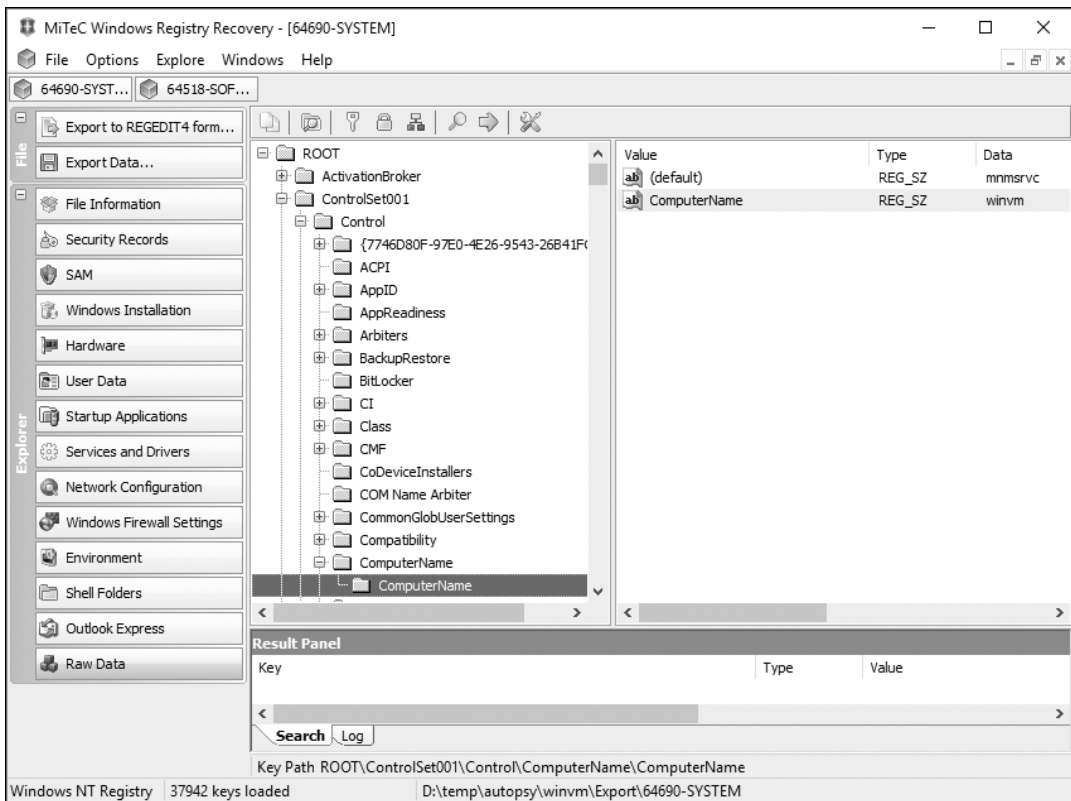 MiTeC Windows Registry Recovery - [64690-SYSTEM]
File Options Explore Windows Help
64690-SYST... 64518-SOF...
File
Export to REGEDIT4 form...
Export Data...
Explorer
File Information
Security Records
SAM
Windows Installation
Hardware
User Data
Startup Applications
Services and Drivers
Network Configuration
Windows Firewall Settings
Environment
Shell Folders
Outlook Express
Raw Data
ROOT
ActivationBroker
ControlSet001
Control
{7746D80F-97E0-4E26-9543-26B41F
ACPI
AppID
AppReadiness
Arbiters
BackupRestore
BitLocker
CI
Class
CMF
CoDeviceInstallers
COM Name Arbiter
CommonGlobUserSettings
Compatibility
ComputerName
ComputerName
Value Type Data
ab (default) REG_SZ mnmsrvc
ab ComputerName REG_SZ winvm
Result Panel
Key Type Value
Search Log
Key Path ROOT\ControlSet001\Control\ComputerName\ComputerName
Windows NT Registry 37942 keys loaded D:\temp\autopsy\winvm\Export\64690-SYSTEM